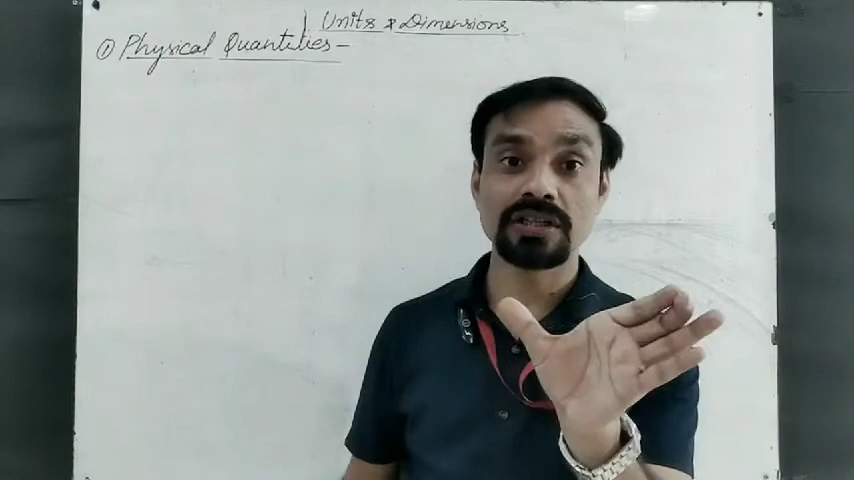 Units & Dimensions
① Physical Quantities –